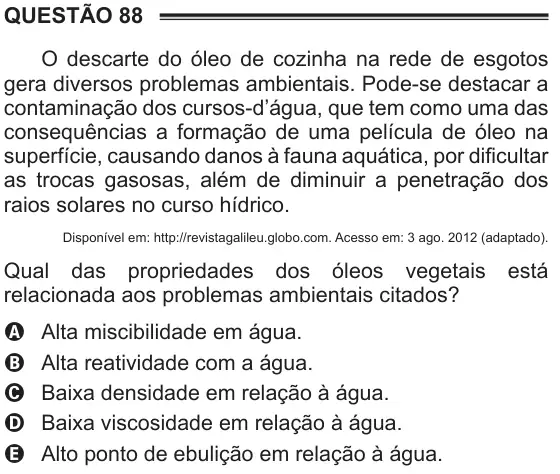 QUESTÃO 88
O descarte do óleo de cozinha na rede de esgotos
gera diversos problemas ambientais. Pode-se destacar a
contaminação dos cursos-d’água, que tem como uma das
consequências a formação de uma película de óleo na
superfície, causando danos à fauna aquática, por dificultar
as trocas gasosas, além de diminuir a penetração dos
raios solares no curso hídrico.
Disponível em: http://revistagalileu.globo.com. Acesso em: 3 ago. 2012 (adaptado).
Qual das propriedades dos óleos vegetais está
relacionada aos problemas ambientais citados?
A Alta miscibilidade em água.
B Alta reatividade com a água.
C Baixa densidade em relação à água.
D Baixa viscosidade em relação à água.
E Alto ponto de ebulição em relação à água.